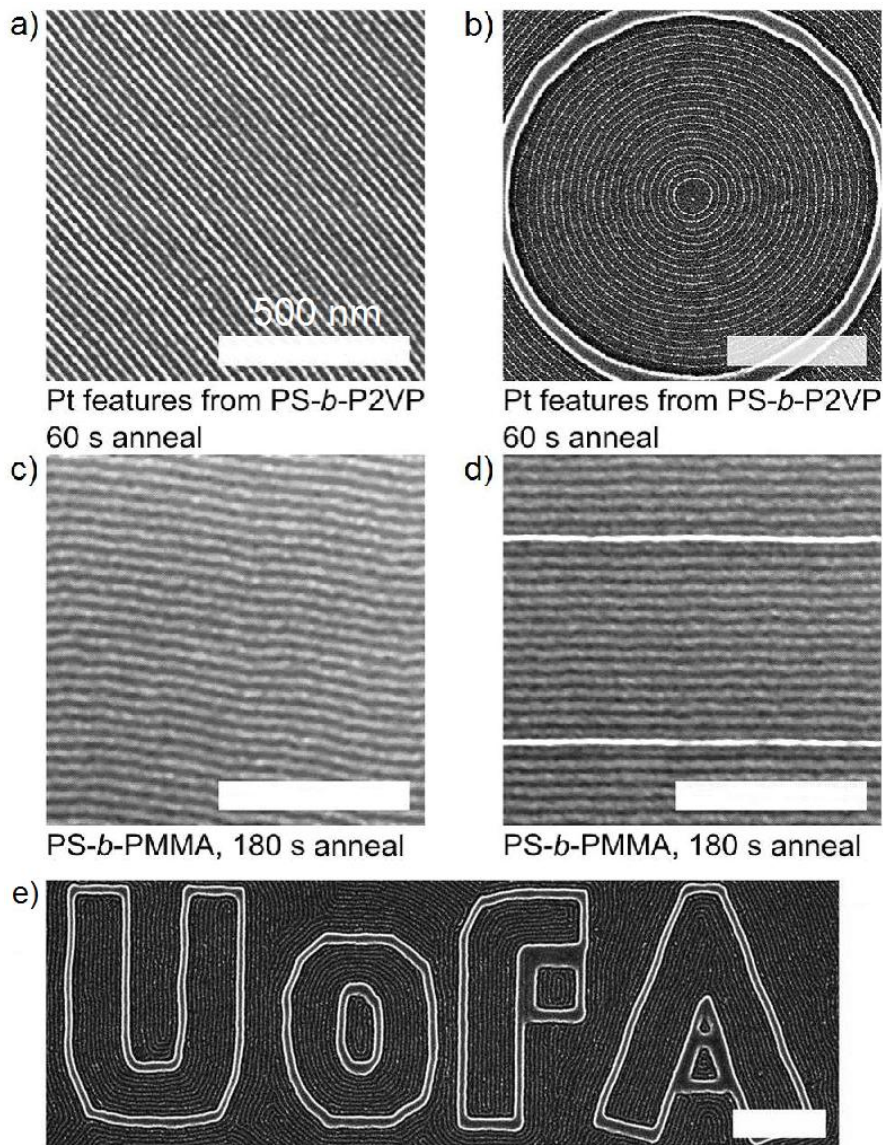 a)
b)
500 nm
Pt features from PS-b-P2VP
60 s anneal
Pt features from PS-b-P2VP
60 s anneal
c)
d)
PS-b-PMMA, 180 s anneal
PS-b-PMMA, 180 s anneal
e)
UofA